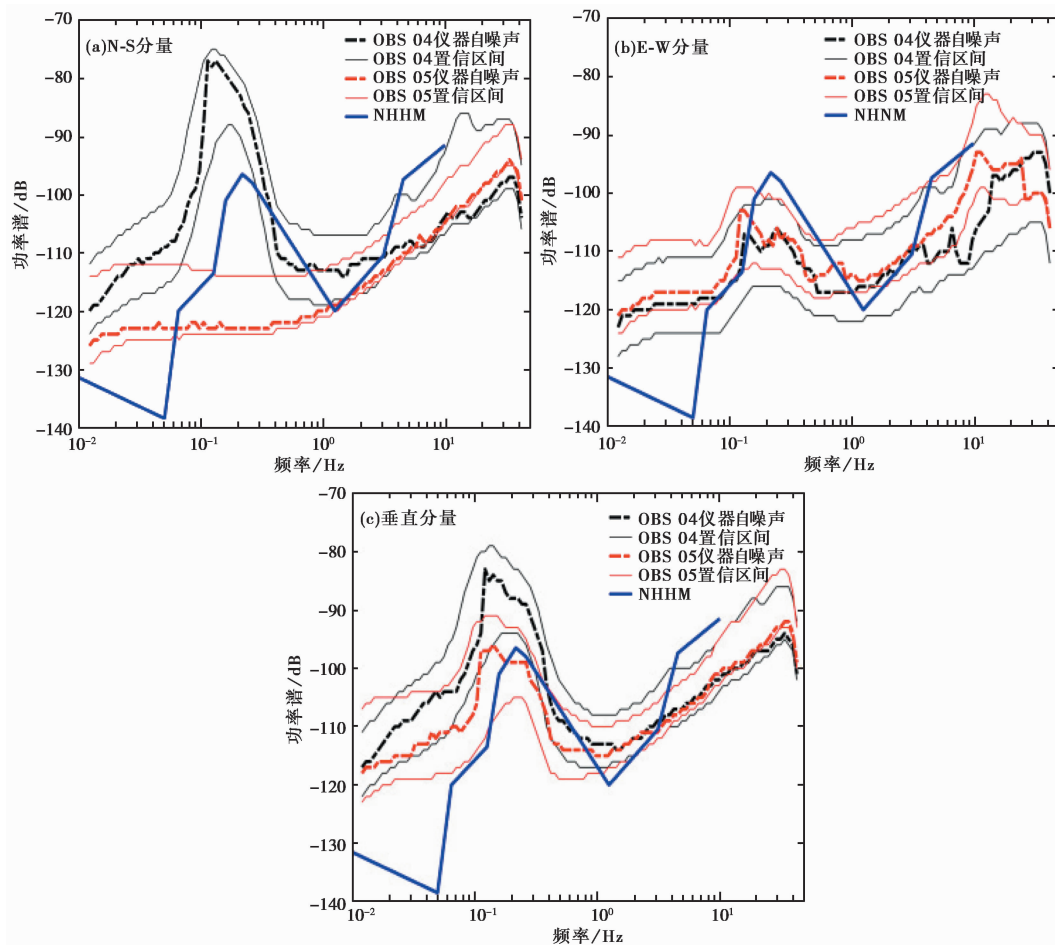 (a)N-S分量
OBS 04仪器自噪声
OBS 04置信区间
OBS 05仪器自噪声
OBS 05置信区间
NHHM
-70
-80
-90
-100
-110
-120
-130
-140
功率谱/dB
10⁻²
10⁻¹
10⁰
10¹
频率/Hz
(b)E-W分量
OBS 04仪器自噪声
OBS 04置信区间
OBS 05仪器自噪声
OBS 05置信区间
NHNM
-70
-80
-90
-100
-110
-120
-130
-140
功率谱/dB
10⁻²
10⁻¹
10⁰
10¹
频率/Hz
(c)垂直分量
OBS 04仪器自噪声
OBS 04置信区间
OBS 05仪器自噪声
OBS 05置信区间
NHHM
-70
-80
-90
-100
-110
-120
-130
-140
功率谱/dB
10⁻²
10⁻¹
10⁰
10¹
频率/Hz